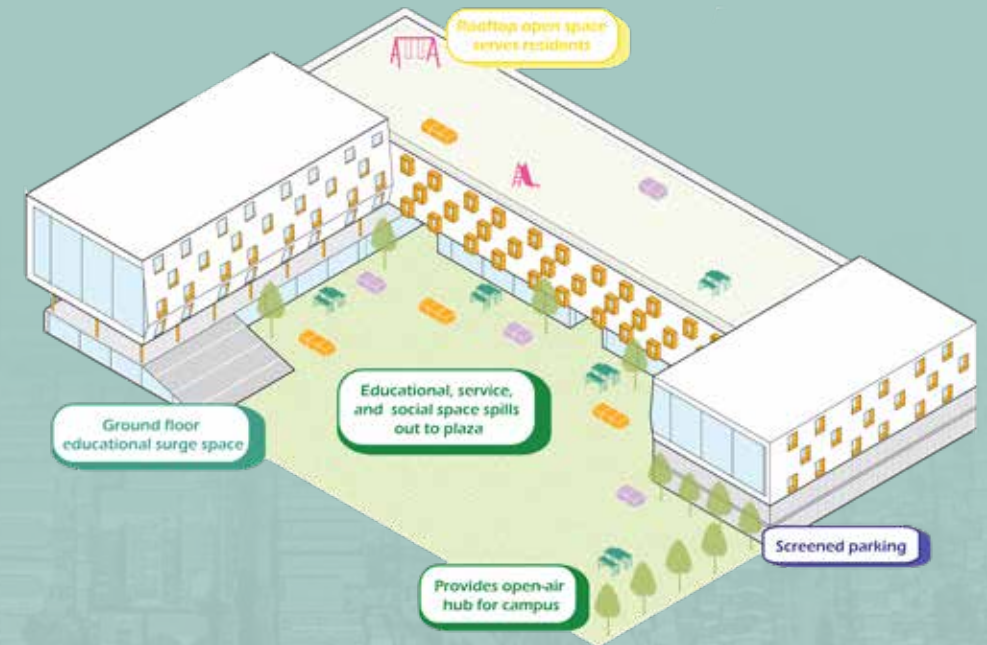 Rooftop open space
serves residents
Educational, service,
and social space spills
out to plaza
Ground floor
educational surge space
Screened parking
Provides open-air
hub for campus